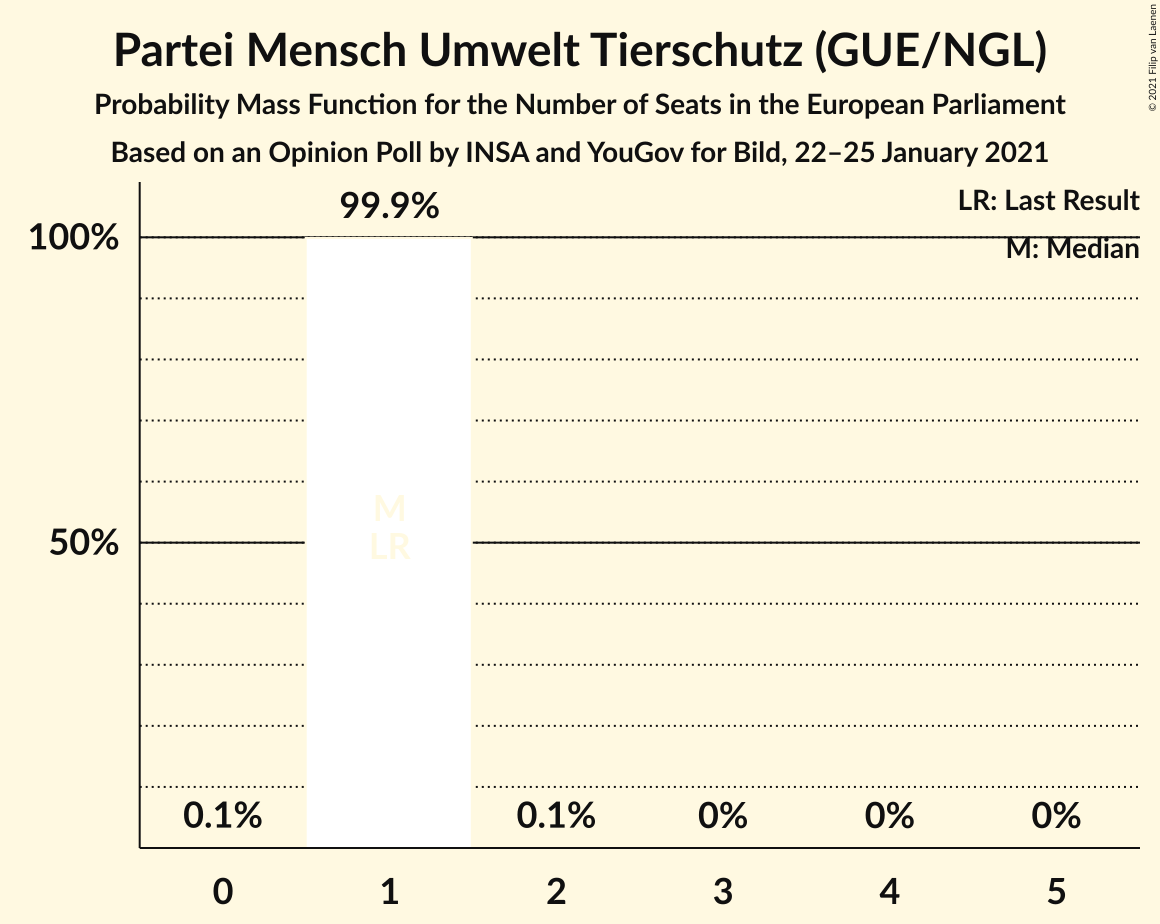 Partei Mensch Umwelt Tierschutz (GUE/NGL)
Probability Mass Function for the Number of Seats in the European Parliament
Based on an Opinion Poll by INSA and YouGov for Bild, 22–25 January 2021
© 2021 Filip van Laenen
LR: Last Result
M: Median
99.9%
100%
M
LR
50%
0.1%
0.1%
0%
0%
0%
0
1
2
3
4
5